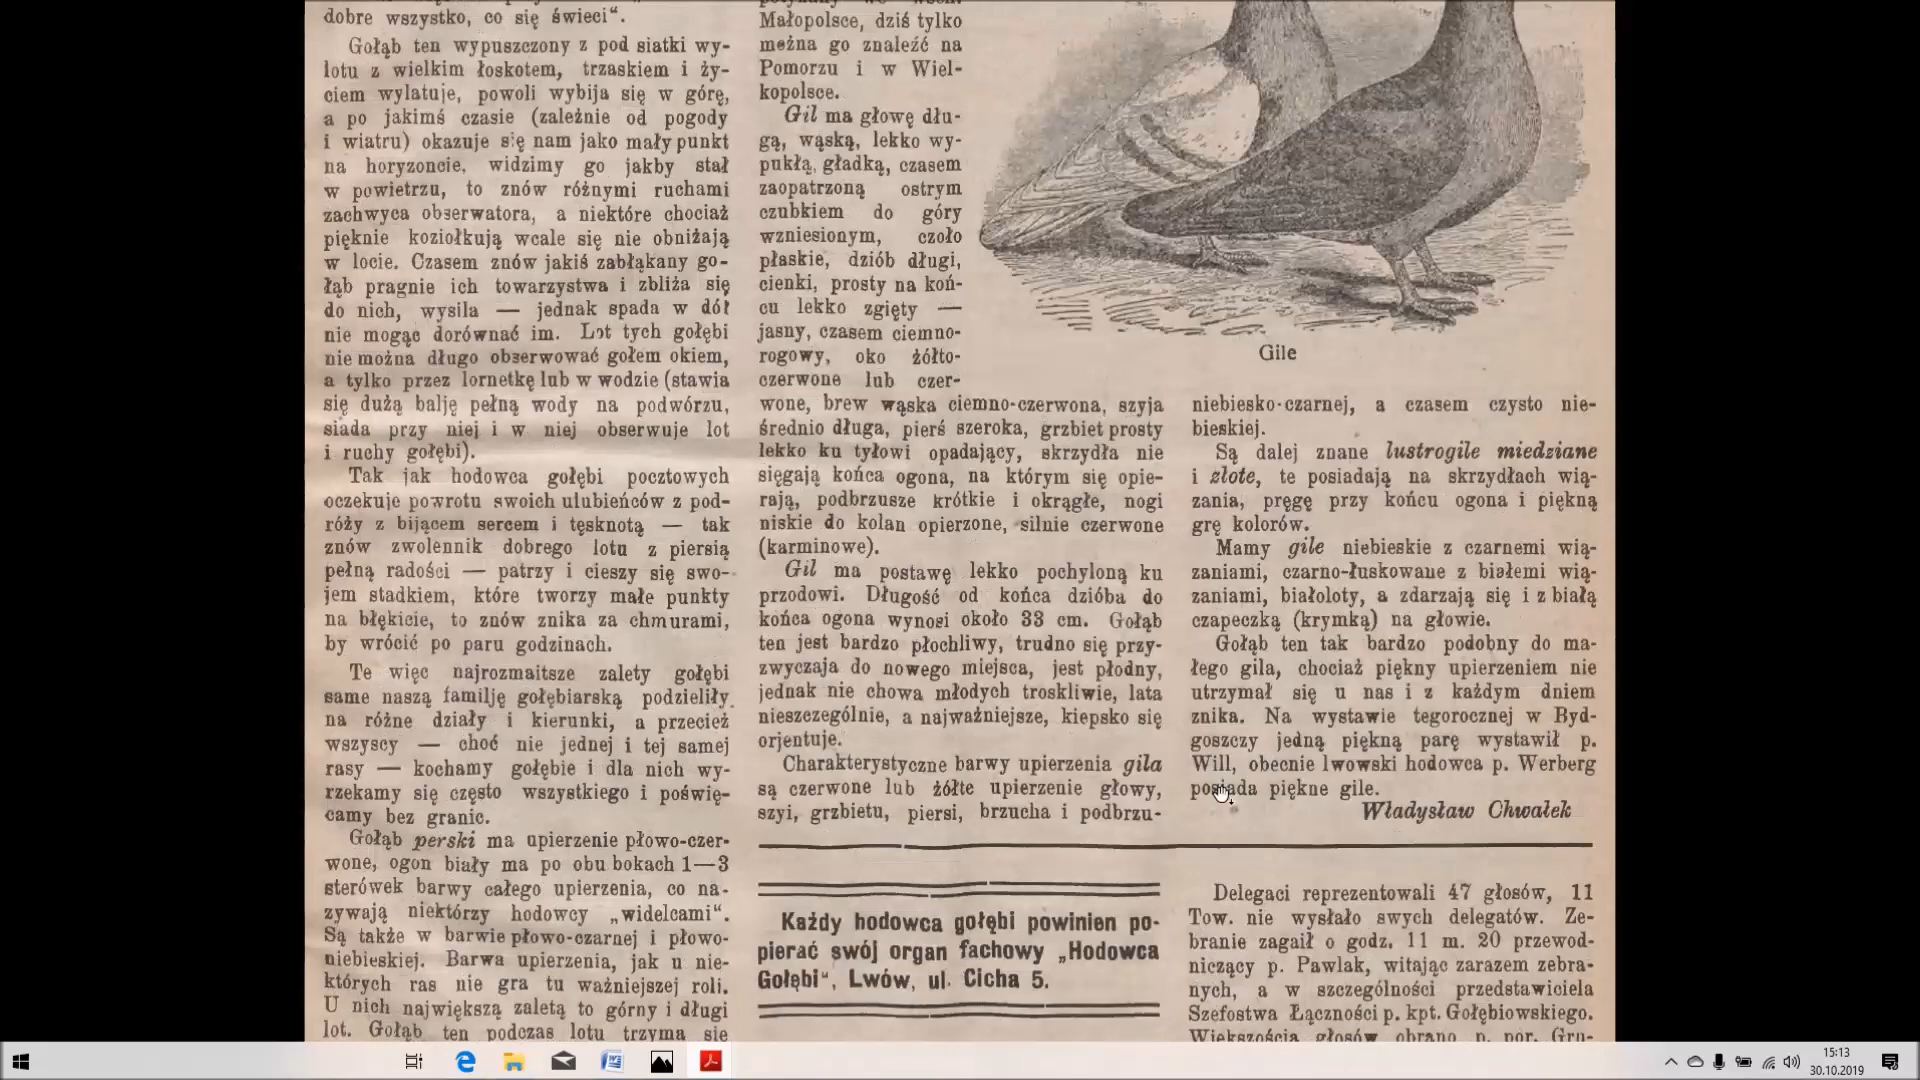 dobre wszystko, co się świeci“.
Gołąb ten wypuszczony z pod siatki wy-
lotu z wielkim łoskotem, trzaskiem i ży-
ciem wylatuje, powoli wybija się w górę,
a po jakimś czasie (zależnie od pogody
i wiatru) okazuje się nam jako mały punkt
na horyzoncie, widzimy go jakby stał
w powietrzu, to znów różnymi ruchami
zachwyca obserwatora, a niektóre chociaż
pięknie koziołkują wcale się nie obniżają
w locie. Czasem znów jakiś zabłąkany go-
łąb pragnie ich towarzystwa i zbliża się
do nich, wysila — jednak spada w dół
nie mogąc dorównać im. Lot tych gołębi
nie można długo obserwować gołem okiem,
a tylko przez lornetkę lub w wodzie (stawia
się dużą balję pełną wody na podwórzu,
siada przy niej i w niej obserwuje lot
i ruchy gołębi).
Tak jak hodowca gołębi pocztowych
oczekuje powrotu swoich ulubieńców z pod-
róży z bijącem sercem i tęsknotą — tak
znów zwolennik dobrego lotu z piersią
pełną radości — patrzy i cieszy się swo-
jem stadkiem, które tworzy małe punkty
na błękicie, to znów znika za chmurami,
by wrócić po paru godzinach.
Te więc najrozmaitsze zalety gołębi
same naszą familję gołębiarską podzieliły
na różne działy i kierunki, a przecież
wszyscy — choć nie jednej i tej samej
rasy — kochamy gołębie i dla nich wy-
rzekamy się często wszystkiego i poświę-
camy bez granic.
Gołąb perski ma upierzenie płowo-czer-
wone, ogon biały ma po obu bokach 1—3
sterówek barwy całego upierzenia, co na-
zywają niektórzy hodowcy „widelcami“.
Są także w barwie płowo-czarnej i płowo-
niebieskiej. Barwa upierzenia, jak u nie-
których ras nie gra tu ważniejszej roli.
U nich największą zaletą to górny i długi
lot. Gołąb ten podczas lotu trzyma się
Małopolsce, dziś tylko
można go znaleźć na
Pomorzu i w Wiel-
kopolsce.
Gil ma głowę dłu-
gą, wąską, lekko wy-
pukłą, gładką, czasem
zaopatrzoną ostrym
czubkiem do góry
wzniesionym, czoło
płaskie, dziób długi,
cienki, prosty na koń-
cu lekko zgięty —
jasny, czasem ciemno-
rogowy, oko żółto-
czerwone lub czer-
wone, brew wąska ciemno-czerwona, szyja
średnio długa, pierś szeroka, grzbiet prosty
lekko ku tyłowi opadający, skrzydła nie
sięgają końca ogona, na którym się opie-
rają, podbrzusze krótkie i okrągłe, nogi
niskie do kolan opierzone, silnie czerwone
(karminowe).
Gil ma postawę lekko pochyloną ku
przodowi. Długość od końca dzióba do
końca ogona wynosi około 33 cm. Gołąb
ten jest bardzo płochliwy, trudno się przy-
zwyczaja do nowego miejsca, jest płodny,
jednak nie chowa młodych troskliwie, lata
nieszczególnie, a najważniejsze, kiepsko się
orjentuje.
Charakterystyczne barwy upierzenia gila
są czerwone lub żółte upierzenie głowy,
szyi, grzbietu, piersi, brzucha i podbrzu-
Każdy hodowca gołębi powinien po-
pierać swój organ fachowy „Hodowca
Gołębi“, Lwów, ul. Cicha 5.
Gile
niebiesko-czarnej, a czasem czysto nie-
bieskiej.
Są dalej znane lustrogile miedziane
i złote, te posiadają na skrzydłach wią-
zania, pręgę przy końcu ogona i piękną
grę kolorów.
Mamy gile niebieskie z czarnemi wią-
zaniami, czarno-łuskowane z białemi wią-
zaniami, białoloty, a zdarzają się i z białą
czapeczką (krymką) na głowie.
Gołąb ten tak bardzo podobny do ma-
łego gila, chociaż piękny upierzeniem nie
utrzymał się u nas i z każdym dniem
znika. Na wystawie tegorocznej w Byd-
goszczy jedną piękną parę wystawił p.
Will, obecnie lwowski hodowca p. Werberg
posiada piękne gile.
Władysław Chwałek
Delegaci reprezentowali 47 głosów, 11
Tow. nie wysłało swych delegatów. Ze-
branie zagaił o godz. 11 m. 20 przewod-
niczący p. Pawlak, witając zarazem zebra-
nych, a w szczególności przedstawiciela
Szefostwa Łączności p. kpt. Gołębiowskiego.
Większością głosów obrano p. por. Gru-
15:13
30.10.2019